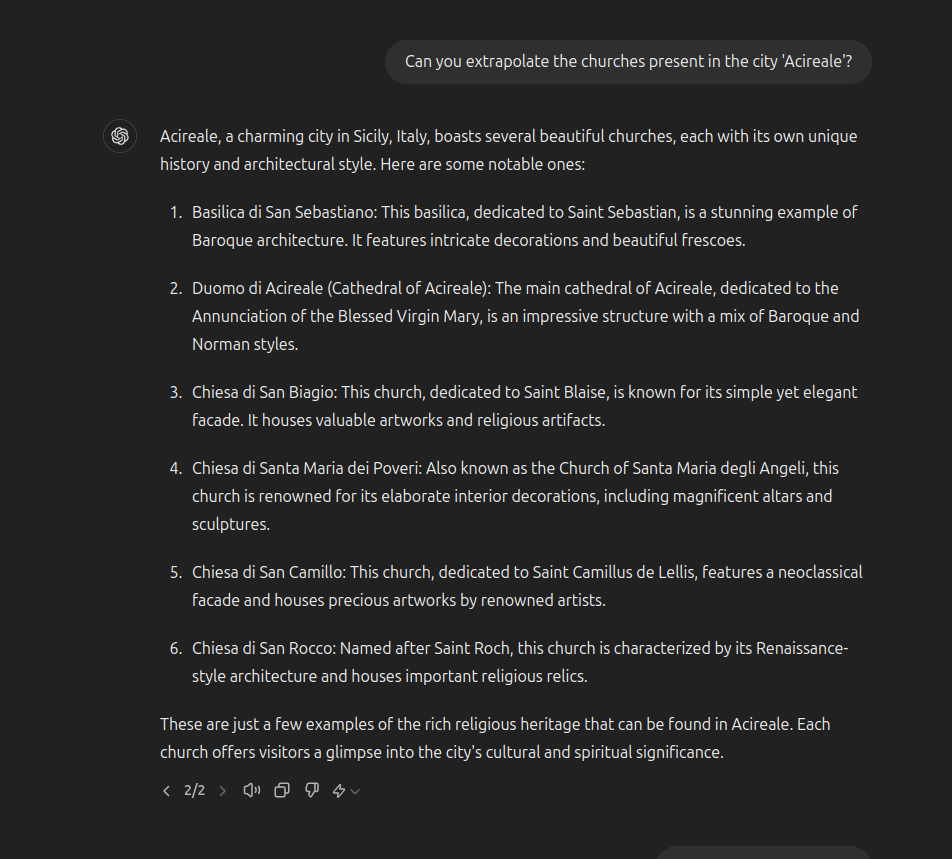 Can you extrapolate the churches present in the city 'Acireale'?
Acireale, a charming city in Sicily, Italy, boasts several beautiful churches, each with its own unique
history and architectural style. Here are some notable ones:
1. Basilica di San Sebastiano: This basilica, dedicated to Saint Sebastian, is a stunning example of
Baroque architecture. It features intricate decorations and beautiful frescoes.
2. Duomo di Acireale (Cathedral of Acireale): The main cathedral of Acireale, dedicated to the
Annunciation of the Blessed Virgin Mary, is an impressive structure with a mix of Baroque and
Norman styles.
3. Chiesa di San Biagio: This church, dedicated to Saint Blaise, is known for its simple yet elegant
facade. It houses valuable artworks and religious artifacts.
4. Chiesa di Santa Maria dei Poveri: Also known as the Church of Santa Maria degli Angeli, this
church is renowned for its elaborate interior decorations, including magnificent altars and
sculptures.
5. Chiesa di San Camillo: This church, dedicated to Saint Camillus de Lellis, features a neoclassical
facade and houses precious artworks by renowned artists.
6. Chiesa di San Rocco: Named after Saint Roch, this church is characterized by its Renaissance-
style architecture and houses important religious relics.
These are just a few examples of the rich religious heritage that can be found in Acireale. Each
church offers visitors a glimpse into the city's cultural and spiritual significance.
2/2